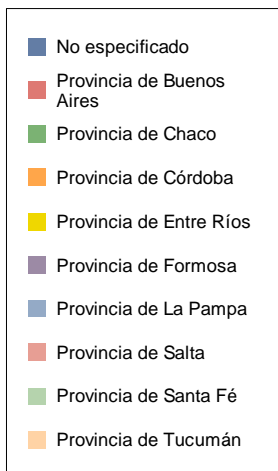 No especificado
Provincia de Buenos
Aires
Provincia de Chaco
Provincia de Córdoba
Provincia de Entre Ríos
Provincia de Formosa
Provincia de La Pampa
Provincia de Salta
Provincia de Santa Fé
Provincia de Tucumán